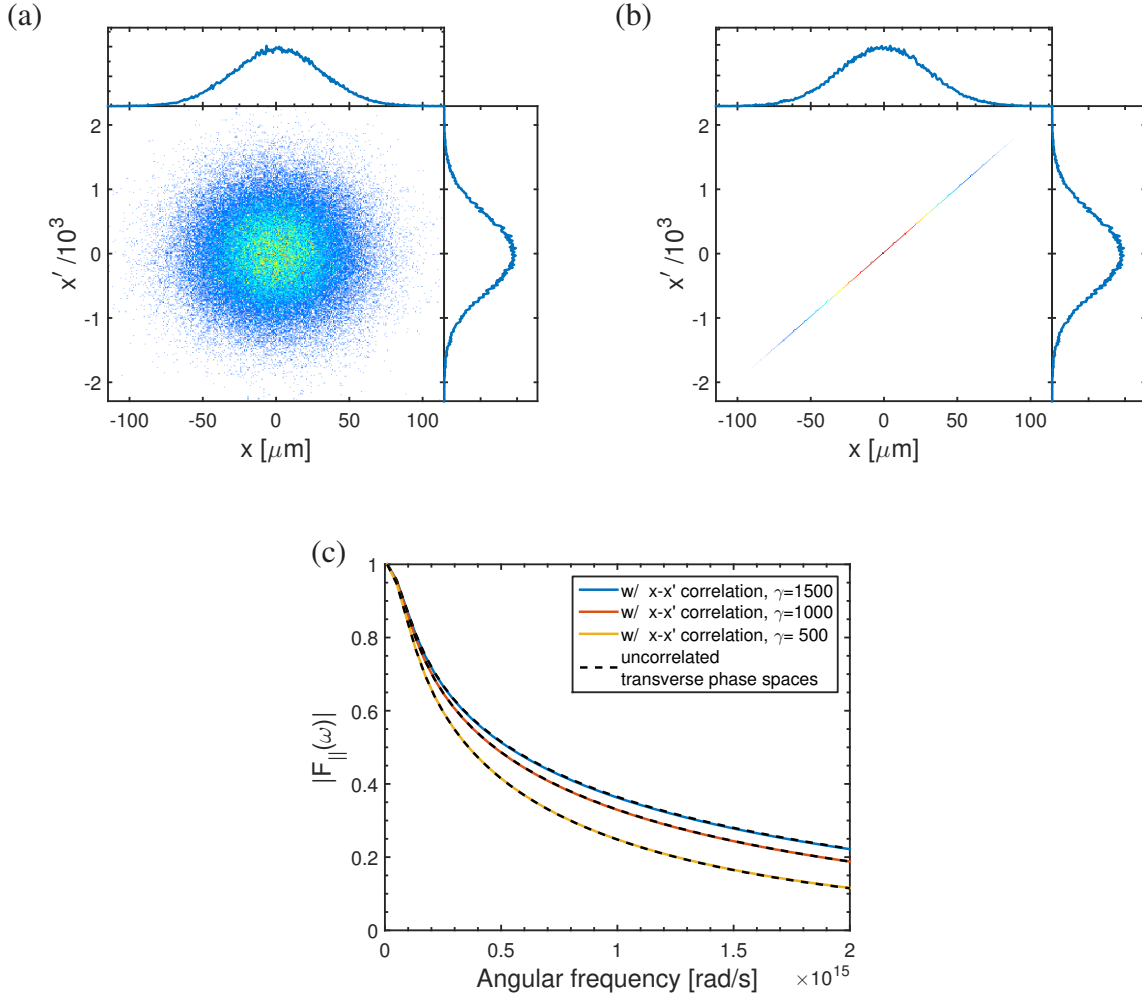 (a)
(b)
2
1
0
-1
-2
x′ /10³
-100 -50 0 50 100
x [μm]
2
1
0
-1
-2
x′ /10³
-100 -50 0 50 100
x [μm]
(c)
1
0.8
0.6
0.4
0.2
0
|F||(ω)|
w/ x-x' correlation, γ=1500
w/ x-x' correlation, γ=1000
w/ x-x' correlation, γ= 500
uncorrelated
transverse phase spaces
0 0.5 1 1.5 2
Angular frequency [rad/s] ×10¹⁵